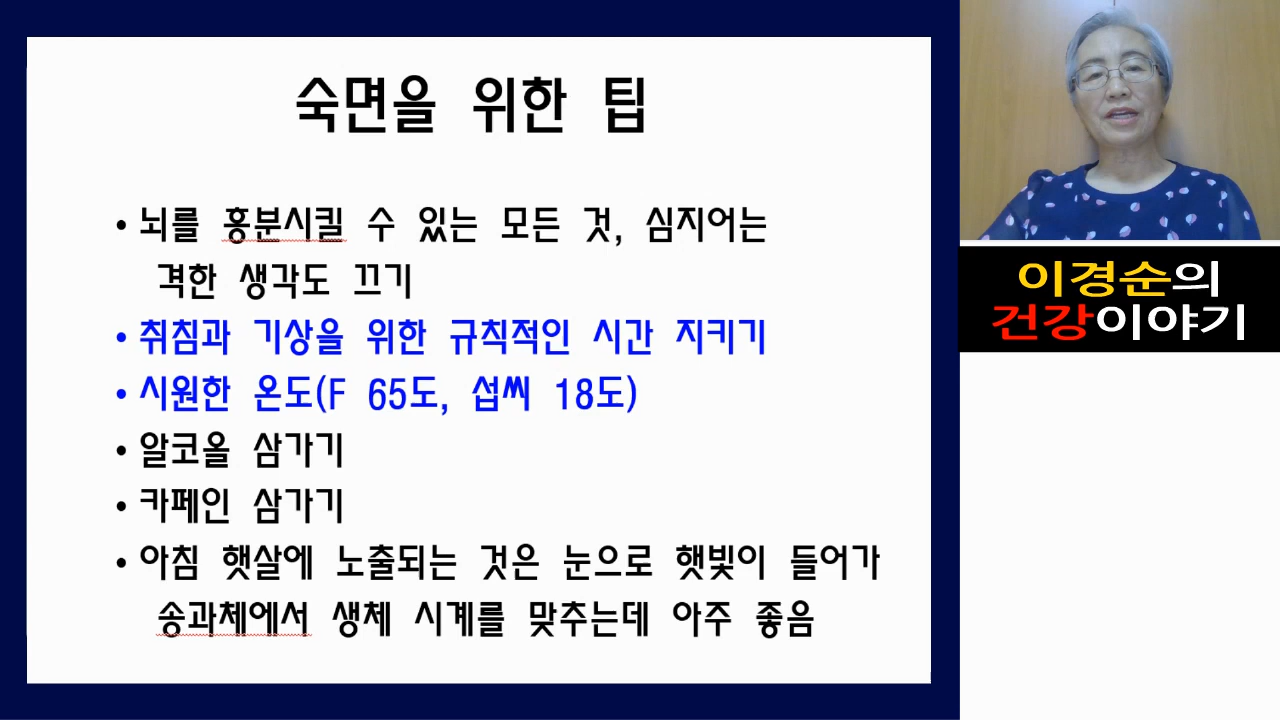 숙면을 위한 팁
• 뇌를 흥분시킬 수 있는 모든 것, 심지어는
격한 생각도 끄기
• 취침과 기상을 위한 규칙적인 시간 지키기
• 시원한 온도(F 65도, 섭씨 18도)
• 알코올 삼가기
• 카페인 삼가기
• 아침 햇살에 노출되는 것은 눈으로 햇빛이 들어가
송과체에서 생체 시계를 맞추는데 아주 좋음
이경순의
건강이야기